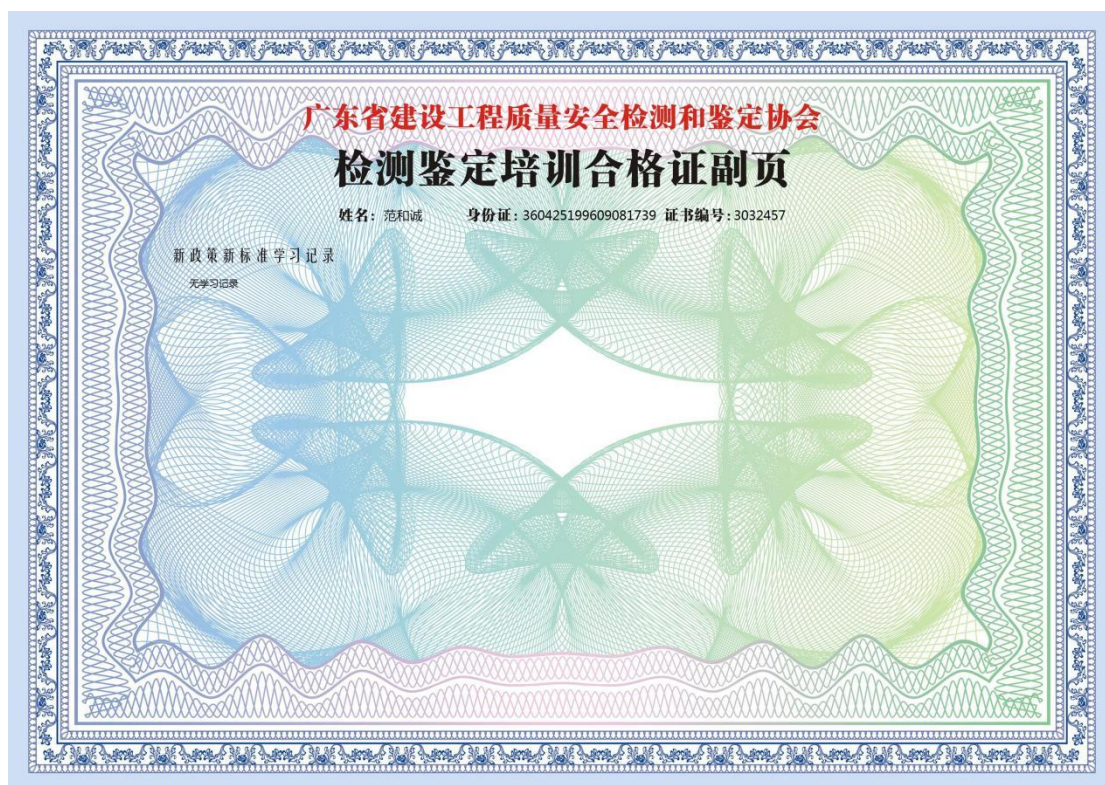 广东省建设工程质量安全检测和鉴定协会
检测鉴定培训合格证副页
姓名：范和诚 身份证：360425199609081739 证书编号：3032457
新政策新标准学习记录
无学习记录